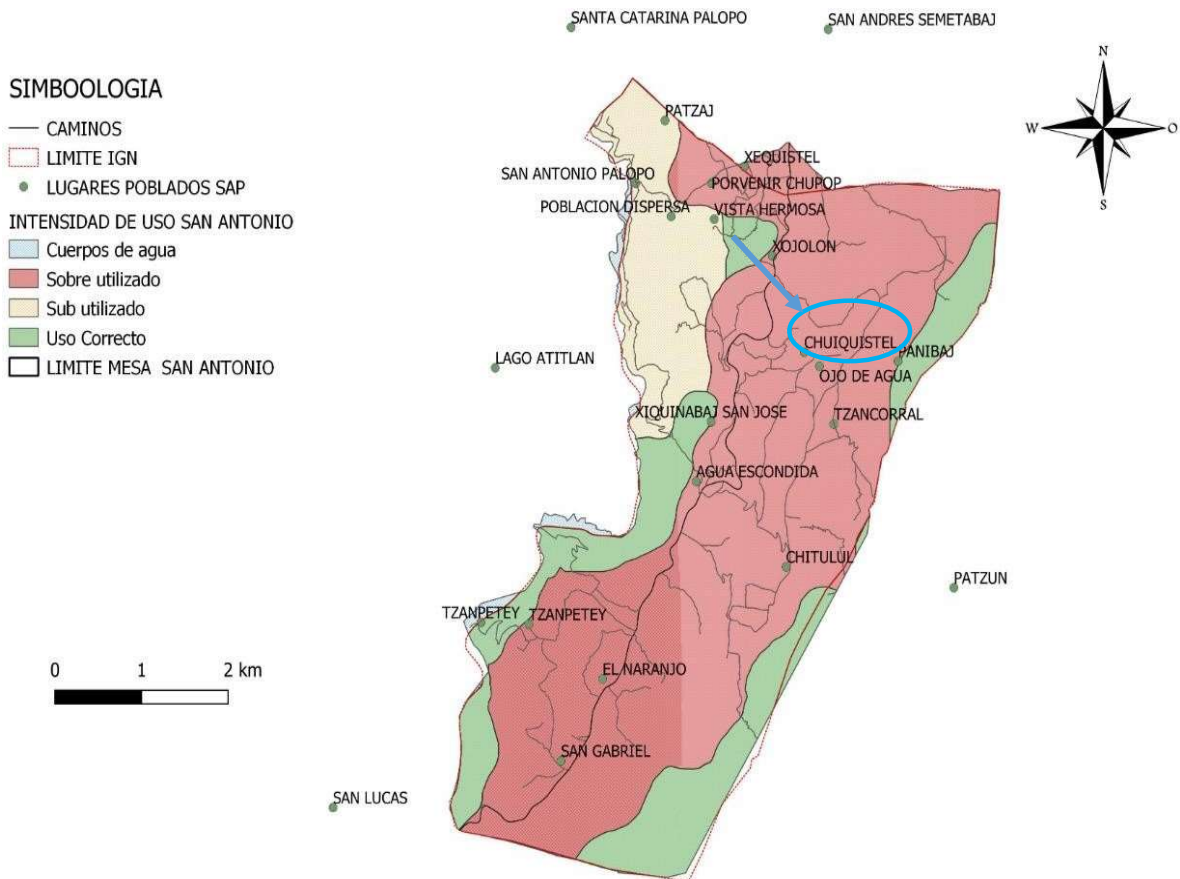 SANTA CATARINA PALOPO
SAN ANDRES SEMETABAJ
SIMBOOLOGIA
CAMINOS
LIMITE IGN
LUGARES POBLADOS SAP
INTENSIDAD DE USO SAN ANTONIO
Cuerpos de agua
Sobre utilizado
Sub utilizado
Uso Correcto
LIMITE MESA SAN ANTONIO
N
W
O
S
PATZAJ
XEQUISTEL
SAN ANTONIO PALOPO
PORVENIR CHUPOP
POBLACION DISPERSA
VISTA HERMOSA
XOJOLON
CHUIQUISTEL
PANIBAJ
LAGO ATITLAN
OJO DE AGUA
XIQUINABAJ SAN JOSE
TZANCORRAL
AGUA ESCONDIDA
CHITULUL
PATZUN
TZANPETEY
TZANPETEY
EL NARANJO
SAN GABRIEL
SAN LUCAS
0 1 2 km